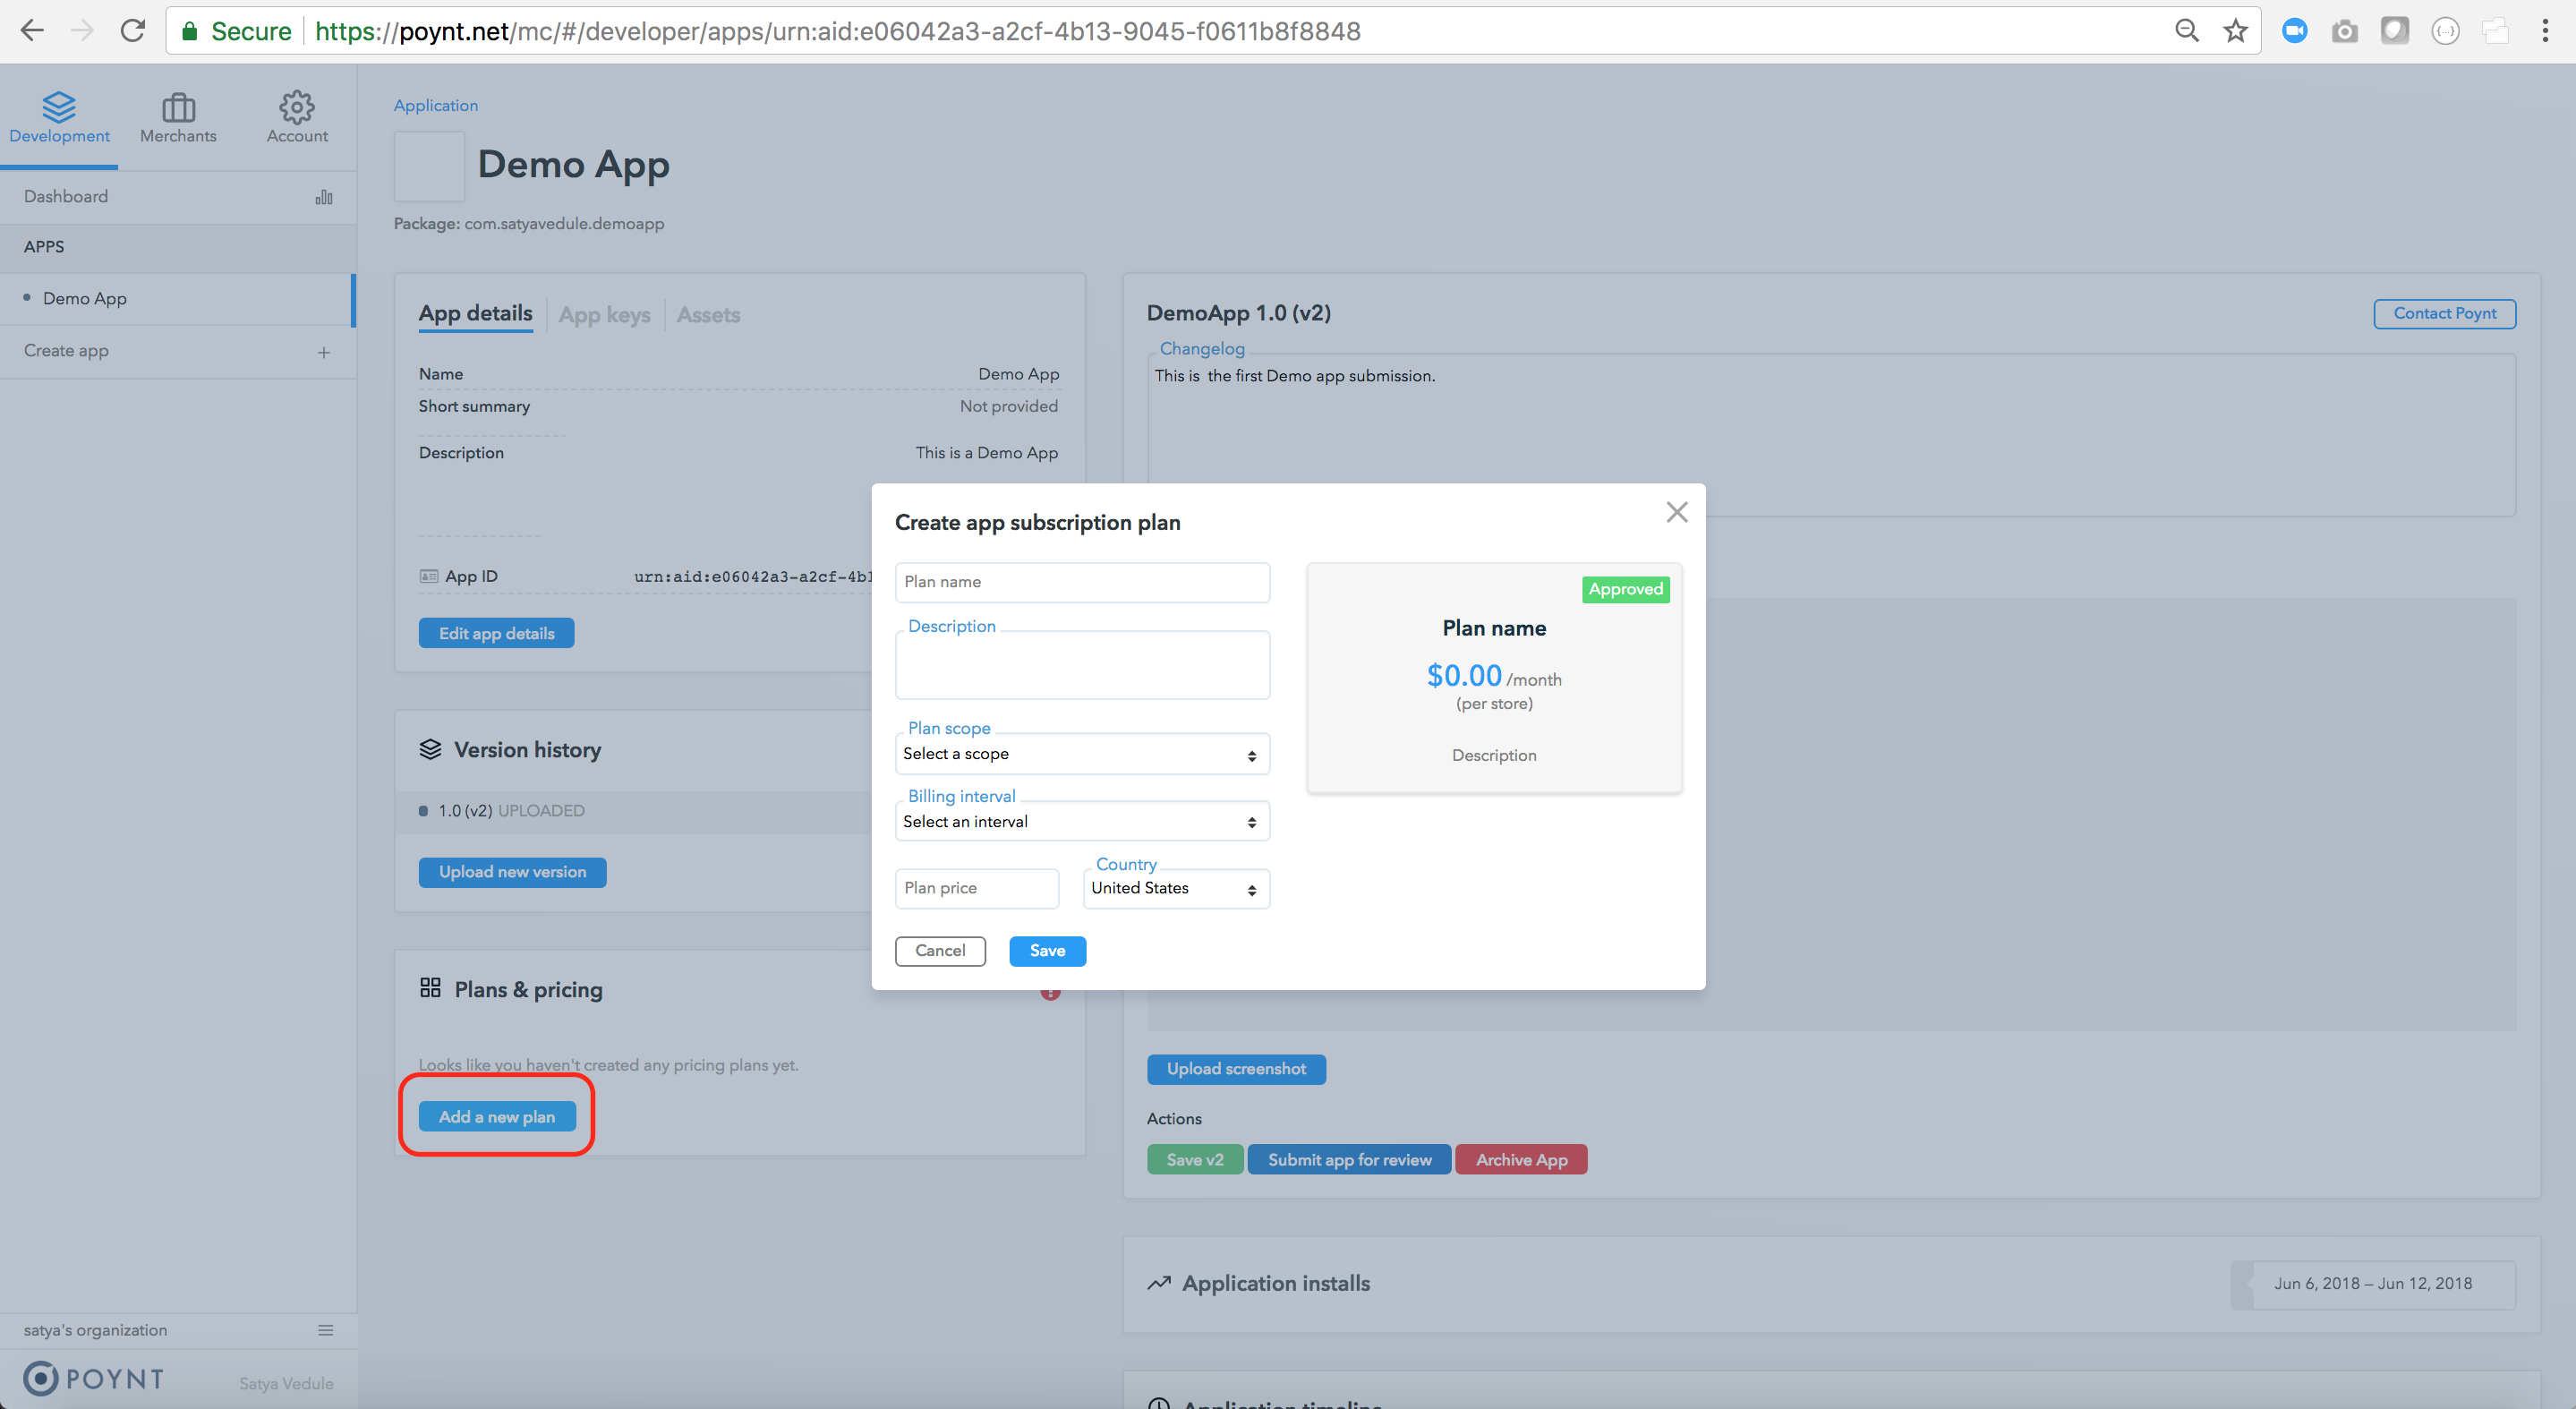 Secure https://poynt.net/mc/#/developer/apps/urn:aid:e06042a3-a2cf-4b13-9045-f0611b8f8848
Development
Merchants
Account
Dashboard
APPS
Demo App
Create app
satya's organization
POYNT
Satya Vedule
Application
Demo App
Package: com.satyavedule.demoapp
App details
App keys
Assets
Name Demo App
Short summary Not provided
Description This is a Demo App
App ID urn:aid:e06042a3-a2cf-4b1
Edit app details
Version history
1.0 (v2) UPLOADED
Upload new version
Plans & pricing
Looks like you haven't created any pricing plans yet.
Add a new plan
DemoApp 1.0 (v2)
Contact Poynt
Changelog
This is the first Demo app submission.
Create app subscription plan
Plan name
Description
Plan scope
Select a scope
Billing interval
Select an interval
Plan price
Country
United States
Cancel
Save
Approved
Plan name
$0.00 /month
(per store)
Description
Upload screenshot
Actions
Save v2
Submit app for review
Archive App
Application installs
Jun 6, 2018 – Jun 12, 2018
Application timeline